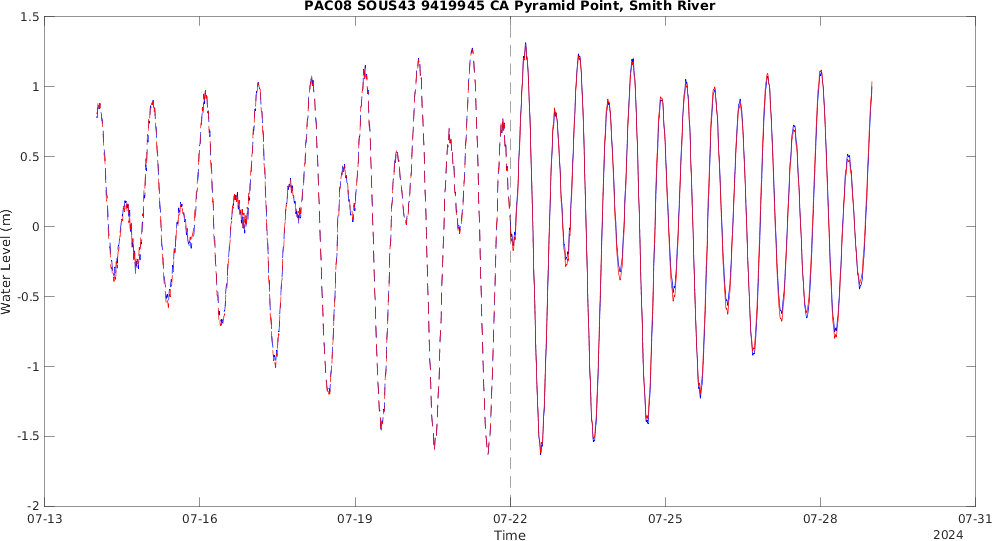 PAC08 SOUS43 9419945 CA Pyramid Point, Smith River
1.5
1
0.5
0
-0.5
-1
-1.5
-2
Water Level (m)
07-13 07-16 07-19 07-22 07-25 07-28 07-31
Time
2024